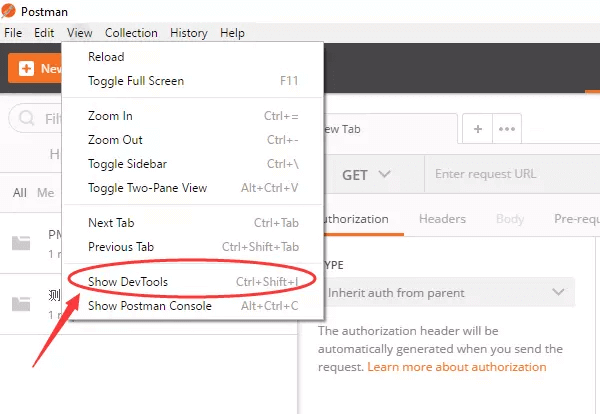 Postman
File Edit View Collection History Help
New
Reload
Toggle Full Screen F11
Zoom In Ctrl+=
Zoom Out Ctrl+-
Toggle Sidebar Ctrl+\
Toggle Two-Pane View Alt+Ctrl+V
Next Tab Ctrl+Tab
Previous Tab Ctrl+Shift+Tab
Show DevTools Ctrl+Shift+I
Show Postman Console Alt+Ctrl+C
Filt
H
All Me
PM
1 r
测
1 r
ew Tab
GET Enter request URL
uthorization Headers Body Pre-requ
YPE
Inherit auth from parent
The authorization header will be
automatically generated when you send the
request. Learn more about authorization